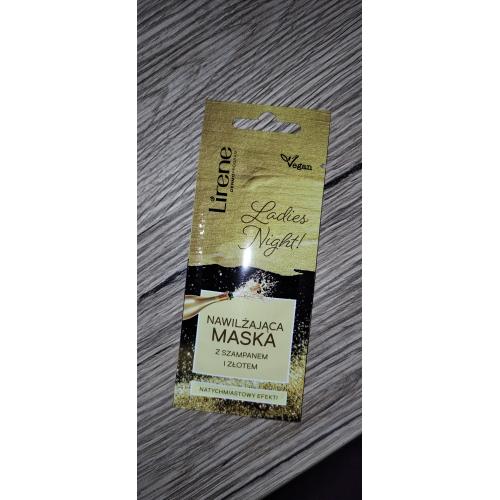 Lirene
Vegan
Ladies
Night!
NAWILŻAJĄCA
MASKA
Z SZAMPANEM
I ZŁOTEM
NATYCHMIASTOWY EFEKT!